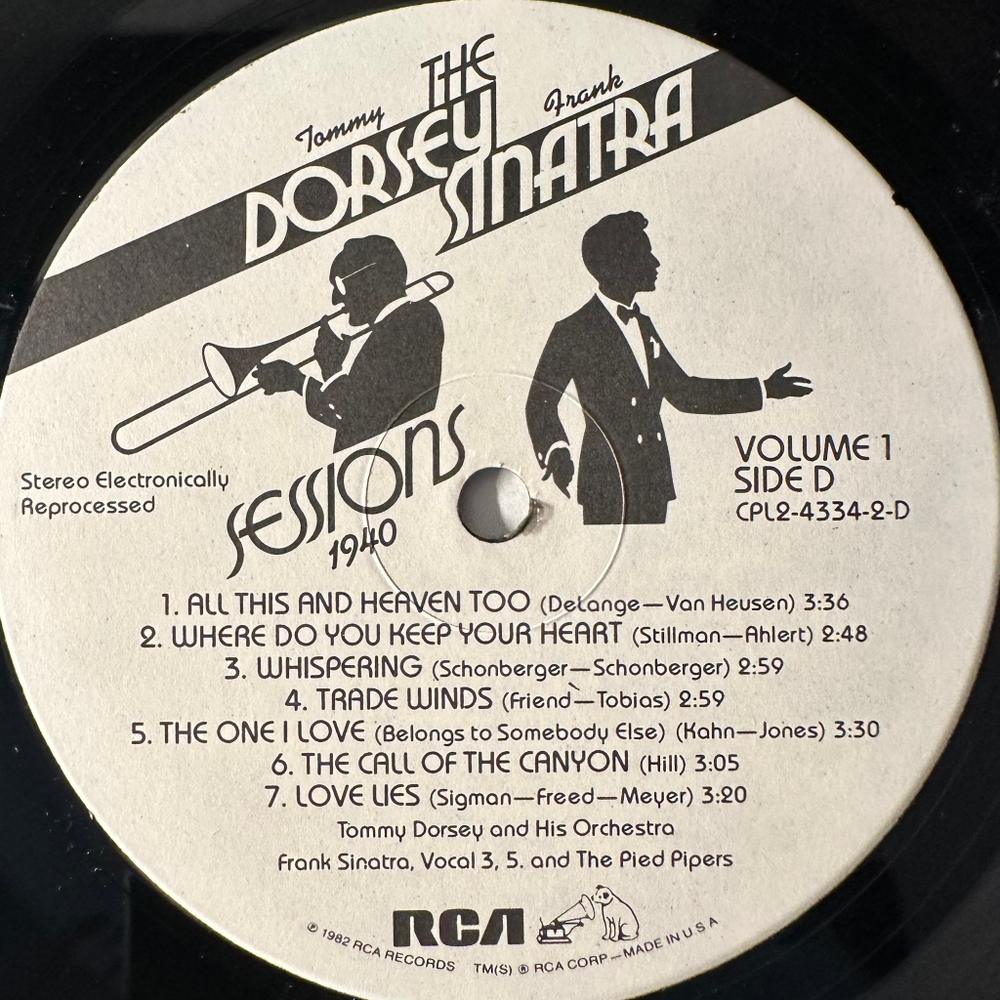 THE
Tommy Frank
DORSEY
SINATRA
SESSIONS
1940
Stereo Electronically
Reprocessed
VOLUME 1
SIDE D
CPL2-4334-2-D
1. ALL THIS AND HEAVEN TOO (DeLange—Van Heusen) 3:36
2. WHERE DO YOU KEEP YOUR HEART (Stillman—Ahlert) 2:48
3. WHISPERING (Schonberger—Schonberger) 2:59
4. TRADE WINDS (Friend—Tobias) 2:59
5. THE ONE I LOVE (Belongs to Somebody Else) (Kahn—Jones) 3:30
6. THE CALL OF THE CANYON (Hill) 3:05
7. LOVE LIES (Sigman—Freed—Meyer) 3:20
Tommy Dorsey and His Orchestra
Frank Sinatra, Vocal 3, 5. and The Pied Pipers
RCA
℗ 1982 RCA RECORDS TM(S) ® RCA CORP—MADE IN U S A